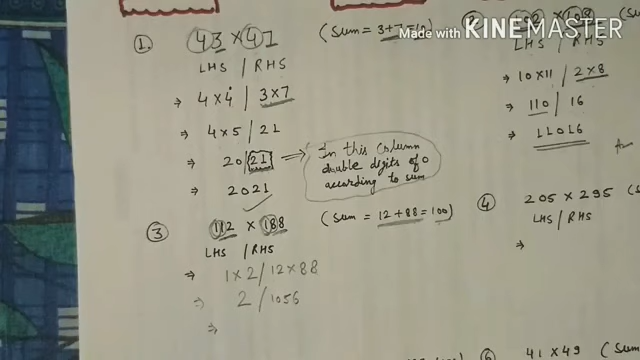 1. 43 × 47 (Sum = 3+7=10)
LHS / RHS
⇒ 4 × 4̇ / 3×7
⇒ 4×5 / 21
⇒ 20/21 ⇒ In this column
double digits of 0
according to sum
⇒ 2021
3 112 × 188 (sum = 12+88=100)
LHS / RHS
⇒ 1×2 / 12×88
⇒ 2 / 1056
⇒
× 108
LHS / RHS
⇒ 10×11 / 2×8
⇒ 110 / 16
⇒ 11016
4 205 × 295 (S
LHS / RHS
⇒
6 41 × 49 (Sum
Made with KINEMASTER